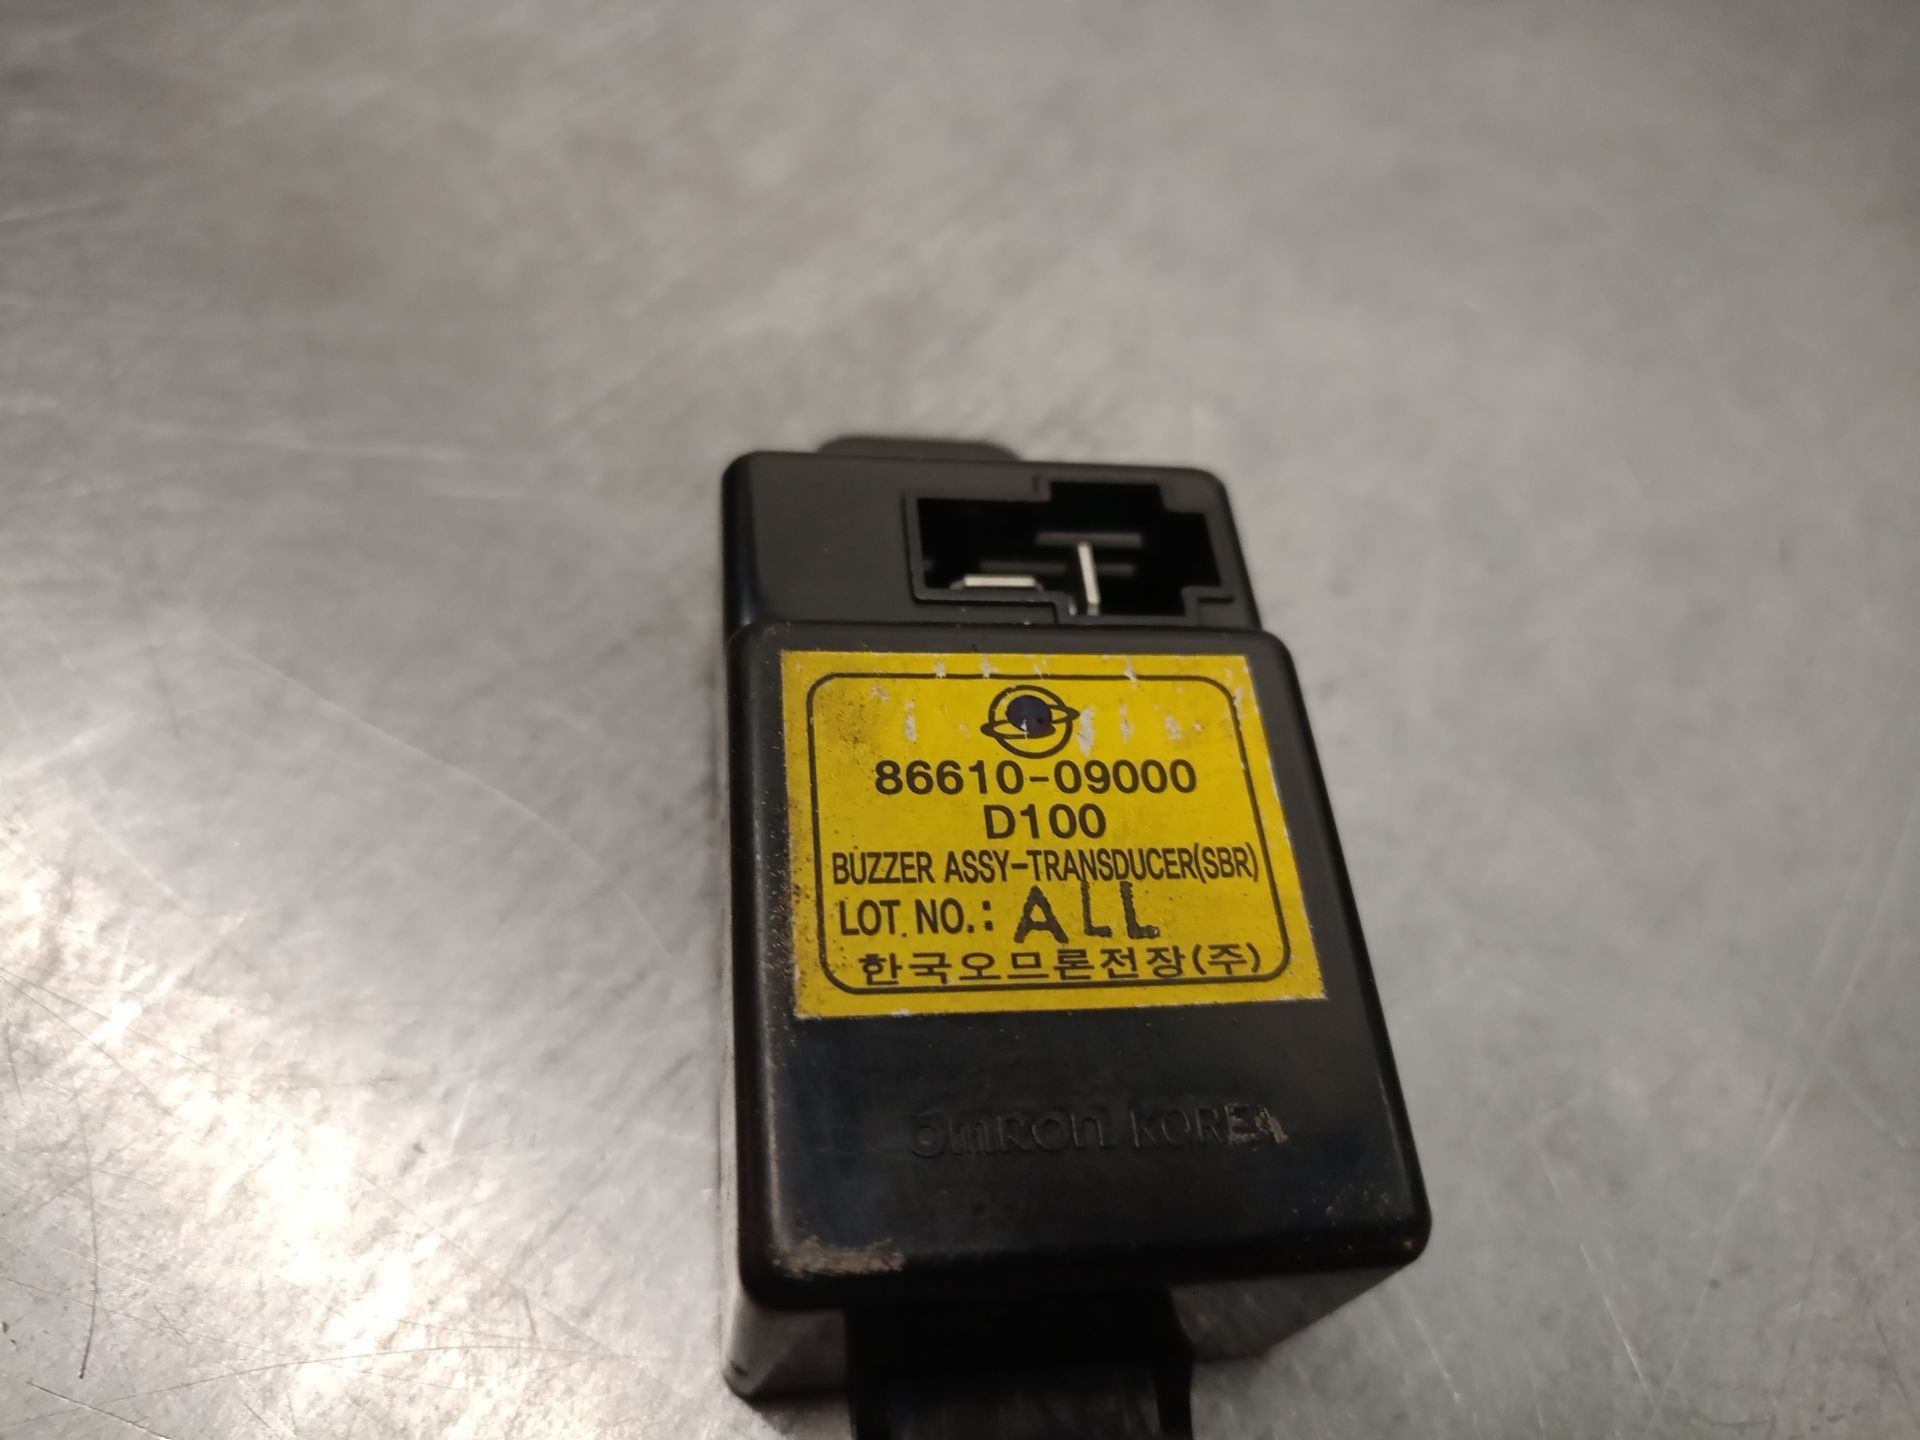 86610-09000
D100
BUZZER ASSY-TRANSDUCER(SBR)
LOT NO.: ALL
한국오므론전장(주)
omron KOREA